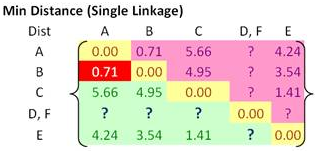 Min Distance (Single Linkage)
Dist A B C D, F E
A 0.00 0.71 5.66 ? 4.24
B 0.71 0.00 4.95 ? 3.54
C 5.66 4.95 0.00 ? 1.41
D, F ? ? ? 0.00 ?
E 4.24 3.54 1.41 ? 0.00